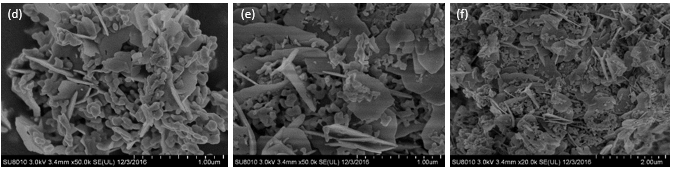 (d)
SU8010 3.0kV 3.4mm x50.0k SE(UL) 12/3/2016 1.00um
(e)
SU8010 3.0kV 3.4mm x50.0k SE(UL) 12/3/2016 1.00um
(f)
SU8010 3.0kV 3.4mm x20.0k SE(UL) 12/3/2016 2.00um